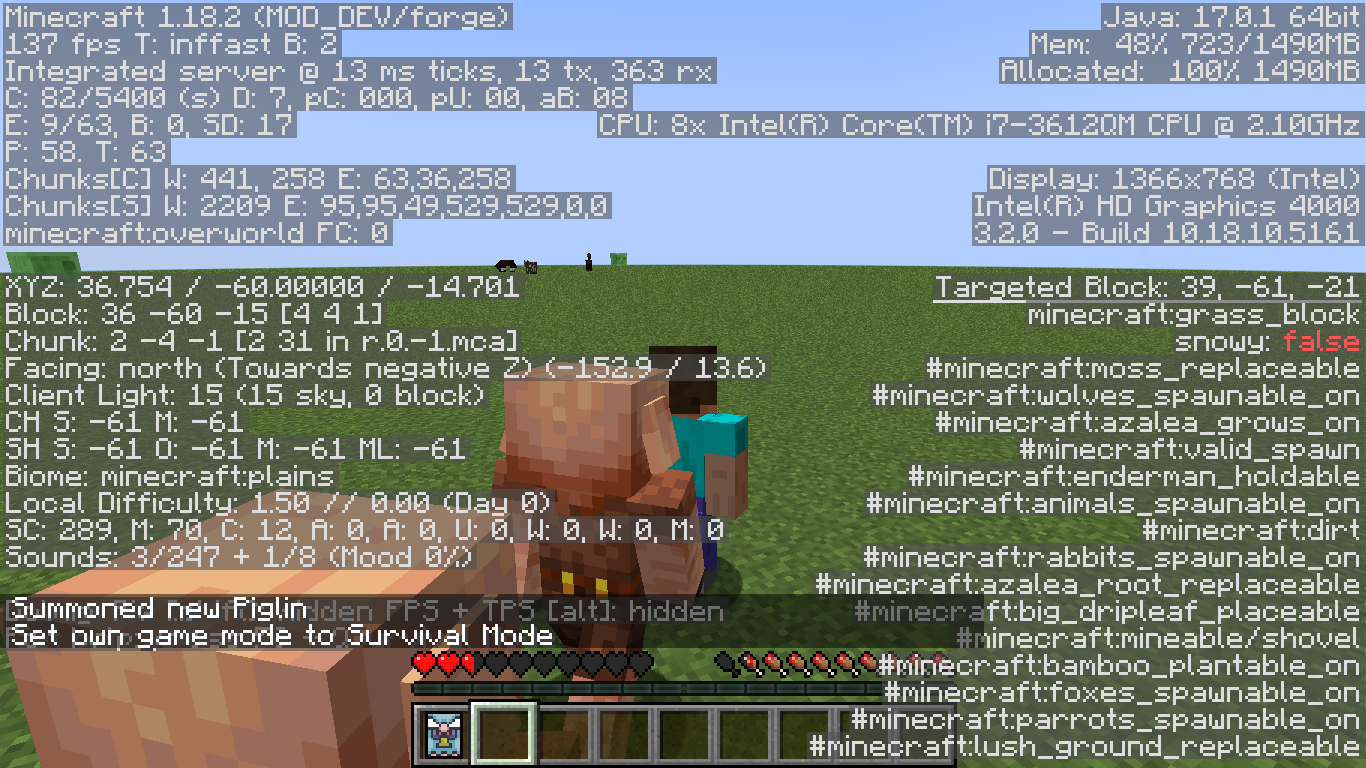 Minecraft 1.18.2 (MOD_DEV/forge)
137 fps T: inffast B: 2
Integrated server @ 13 ms ticks, 13 tx, 363 rx
C: 82/5400 (s) D: 7, pC: 000, pU: 00, aB: 08
E: 9/63, B: 0, SD: 17
P: 58. T: 63
Chunks[C] W: 441, 258 E: 63,36,258
Chunks[S] W: 2209 E: 95,95,49,529,529,0,0
minecraft:overworld FC: 0
XYZ: 36.754 / -60.00000 / -14.701
Block: 36 -60 -15 [4 4 1]
Chunk: 2 -4 -1 [2 31 in r.0.-1.mca]
Facing: north (Towards negative Z) (-152.9 / 13.6)
Client Light: 15 (15 sky, 0 block)
CH S: -61 M: -61
SH S: -61 O: -61 M: -61 ML: -61
Biome: minecraft:plains
Local Difficulty: 1.50 // 0.00 (Day 0)
SC: 289, M: 70, C: 12, A: 0, A: 0, U: 0, W: 0, W: 0, M: 0
Sounds: 3/247 + 1/8 (Mood 0%)
hidden FPS + TPS [alt]: hidden
Summoned new Piglin
Set own game mode to Survival Mode
Java: 17.0.1 64bit
Mem: 48% 723/1490MB
Allocated: 100% 1490MB
CPU: 8x Intel(R) Core(TM) i7-3612QM CPU @ 2.10GHz
Display: 1366x768 (Intel)
Intel(R) HD Graphics 4000
3.2.0 - Build 10.18.10.5161
Targeted Block: 39, -61, -21
minecraft:grass_block
snowy: false
#minecraft:moss_replaceable
#minecraft:wolves_spawnable_on
#minecraft:azalea_grows_on
#minecraft:valid_spawn
#minecraft:enderman_holdable
#minecraft:animals_spawnable_on
#minecraft:dirt
#minecraft:rabbits_spawnable_on
#minecraft:azalea_root_replaceable
#minecraft:big_dripleaf_placeable
#minecraft:mineable/shovel
#minecraft:bamboo_plantable_on
#minecraft:foxes_spawnable_on
#minecraft:parrots_spawnable_on
#minecraft:lush_ground_replaceable